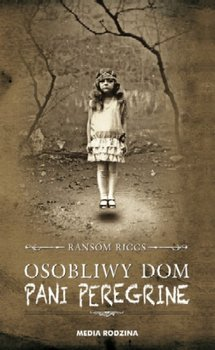 RANSOM RIGGS
OSOBLIWY DOM
PANI PEREGRINE
MEDIA RODZINA